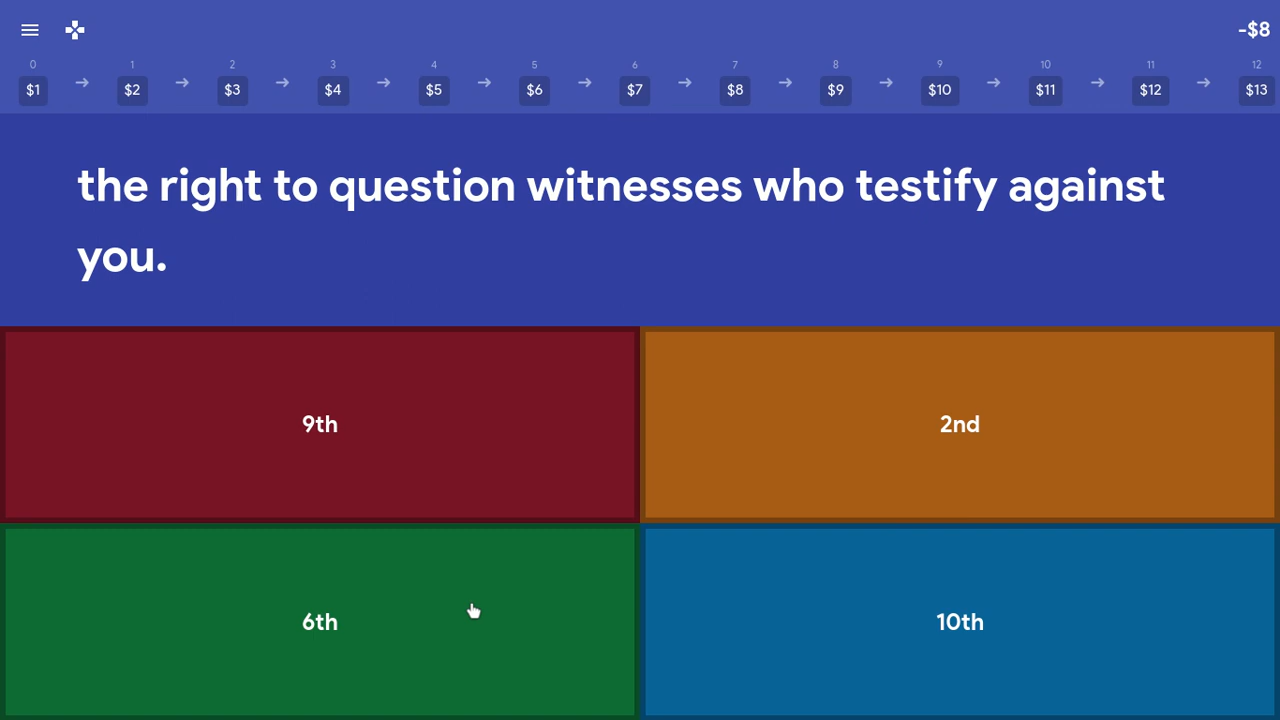 -$8
0 1 2 3 4 5 6 7 8 9 10 11 12
$1 → $2 → $3 → $4 → $5 → $6 → $7 → $8 → $9 → $10 → $11 → $12 → $13
the right to question witnesses who testify against
you.
9th
2nd
6th
10th